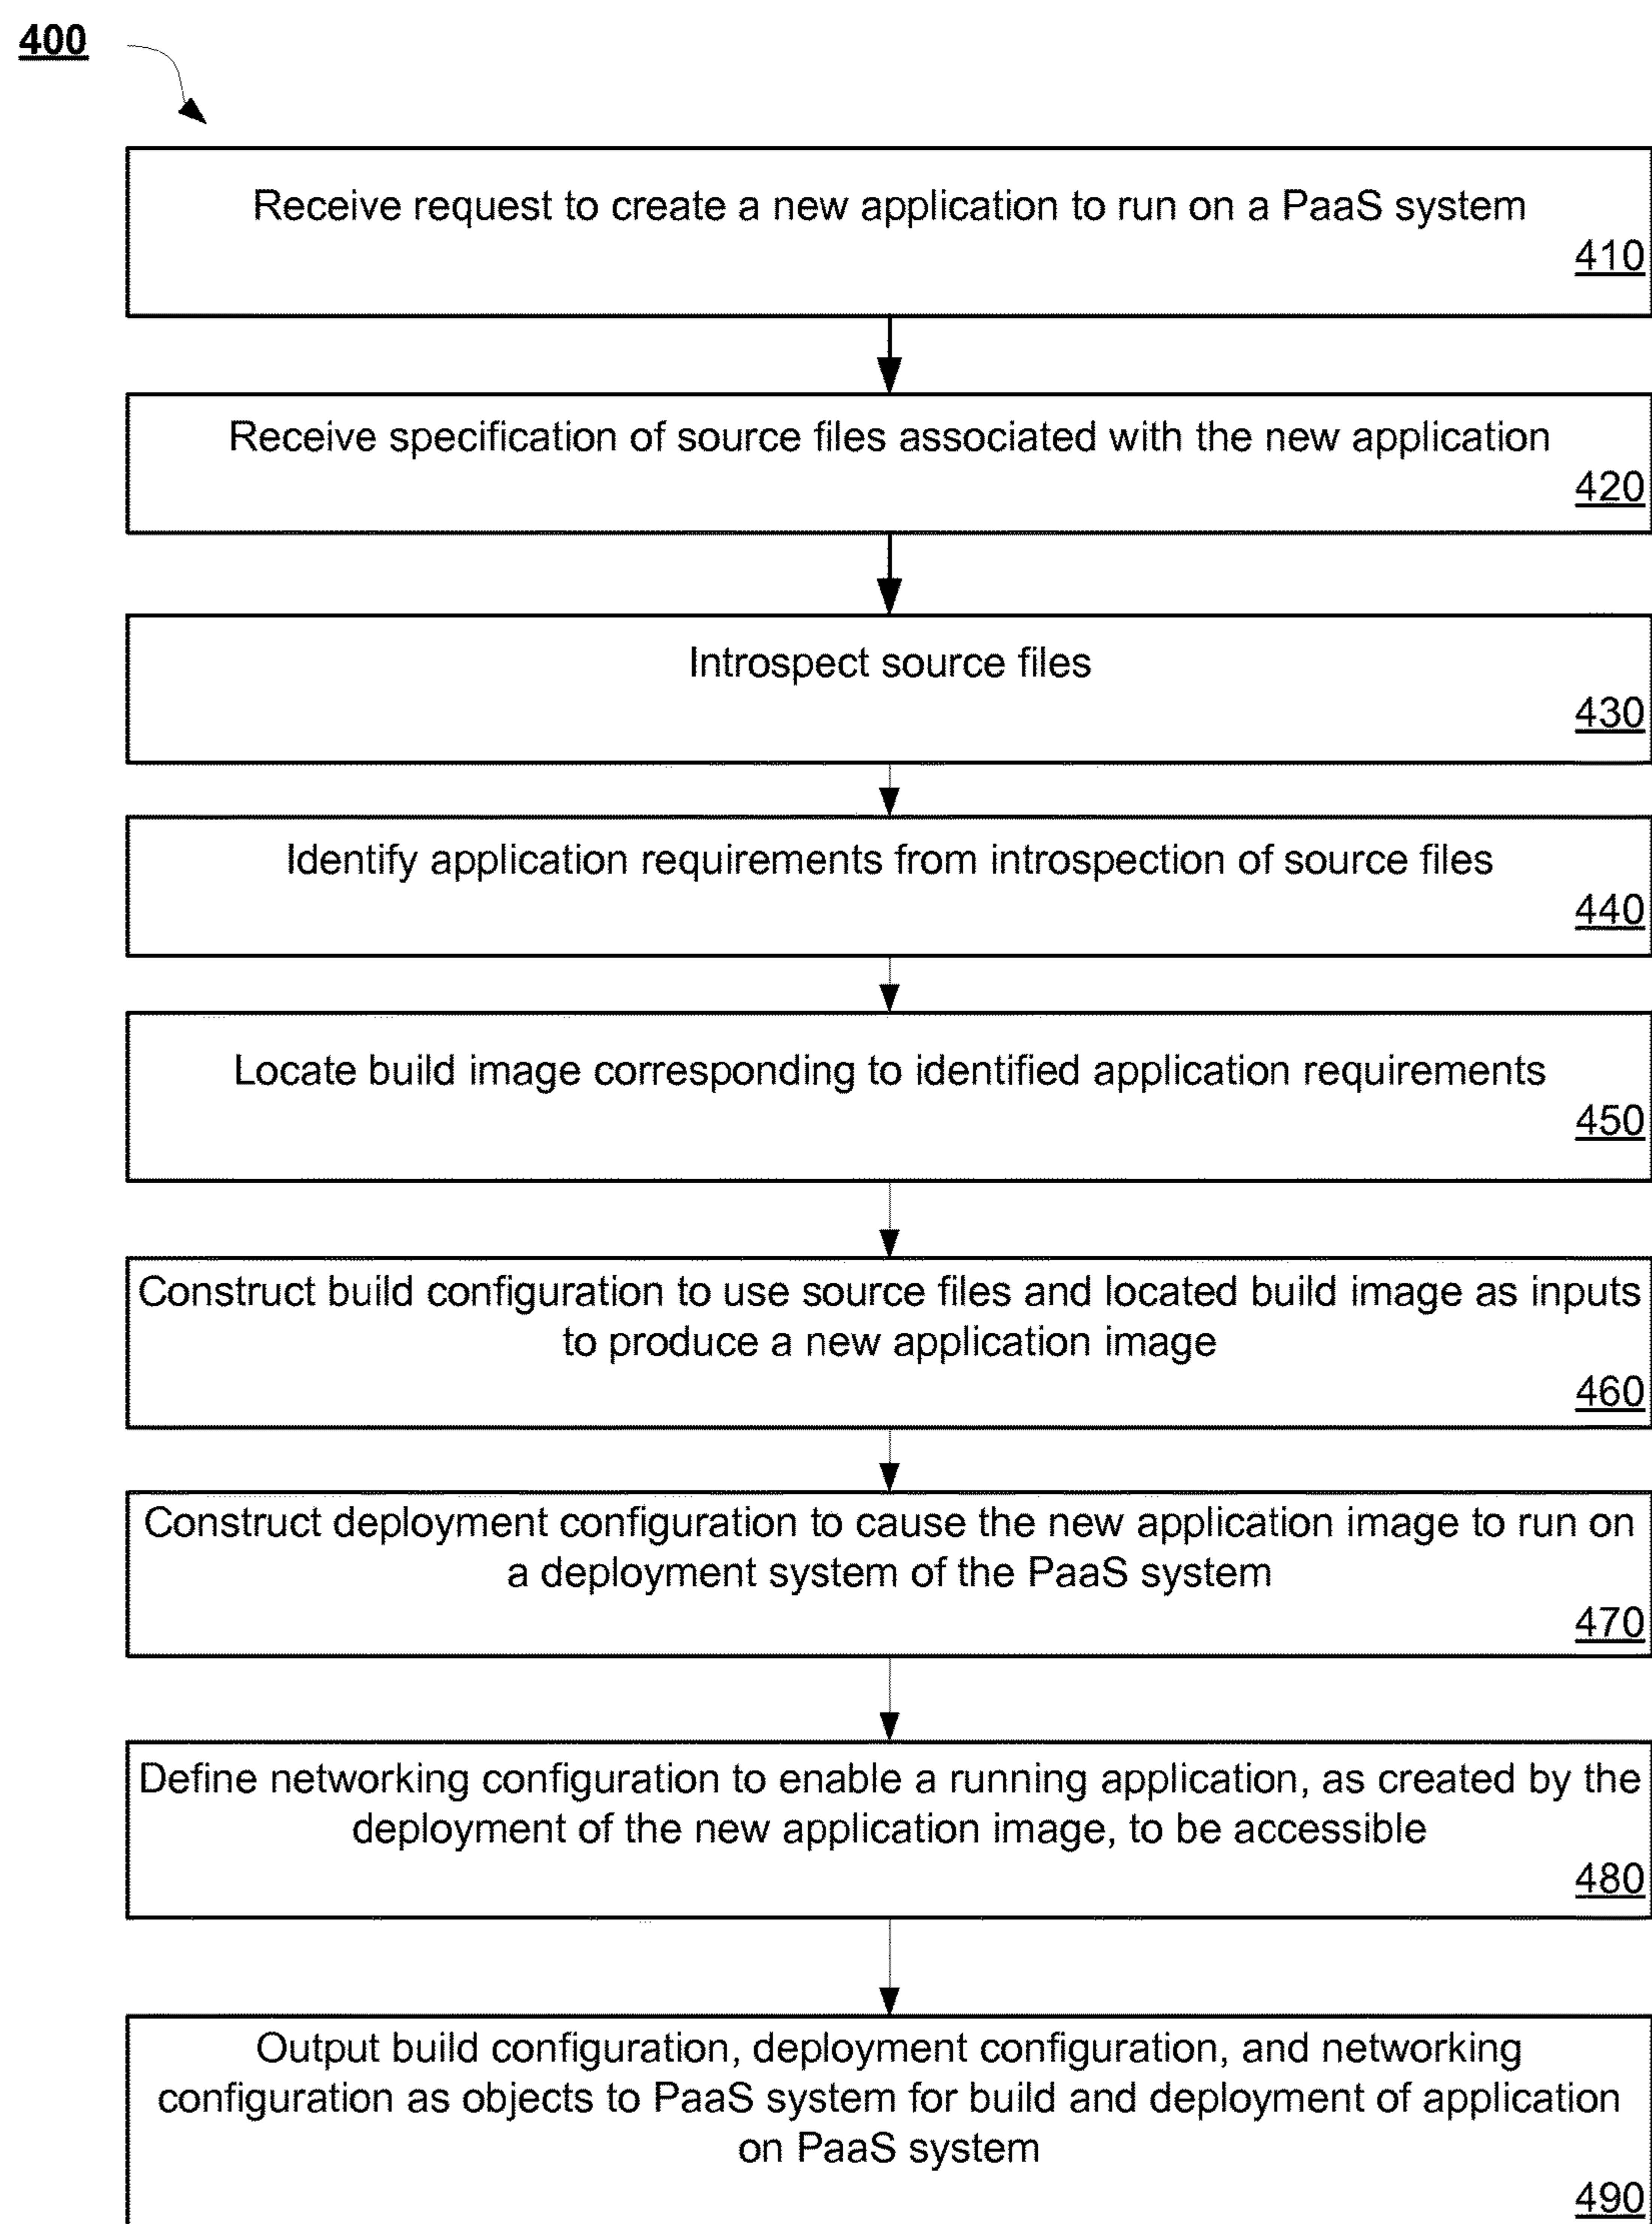 400
Receive request to create a new application to run on a PaaS system
410
Receive specification of source files associated with the new application
420
Introspect source files
430
Identify application requirements from introspection of source files
440
Locate build image corresponding to identified application requirements
450
Construct build configuration to use source files and located build image as inputs
to produce a new application image
460
Construct deployment configuration to cause the new application image to run on
a deployment system of the PaaS system
470
Define networking configuration to enable a running application, as created by the
deployment of the new application image, to be accessible
480
Output build configuration, deployment configuration, and networking
configuration as objects to PaaS system for build and deployment of application
on PaaS system
490